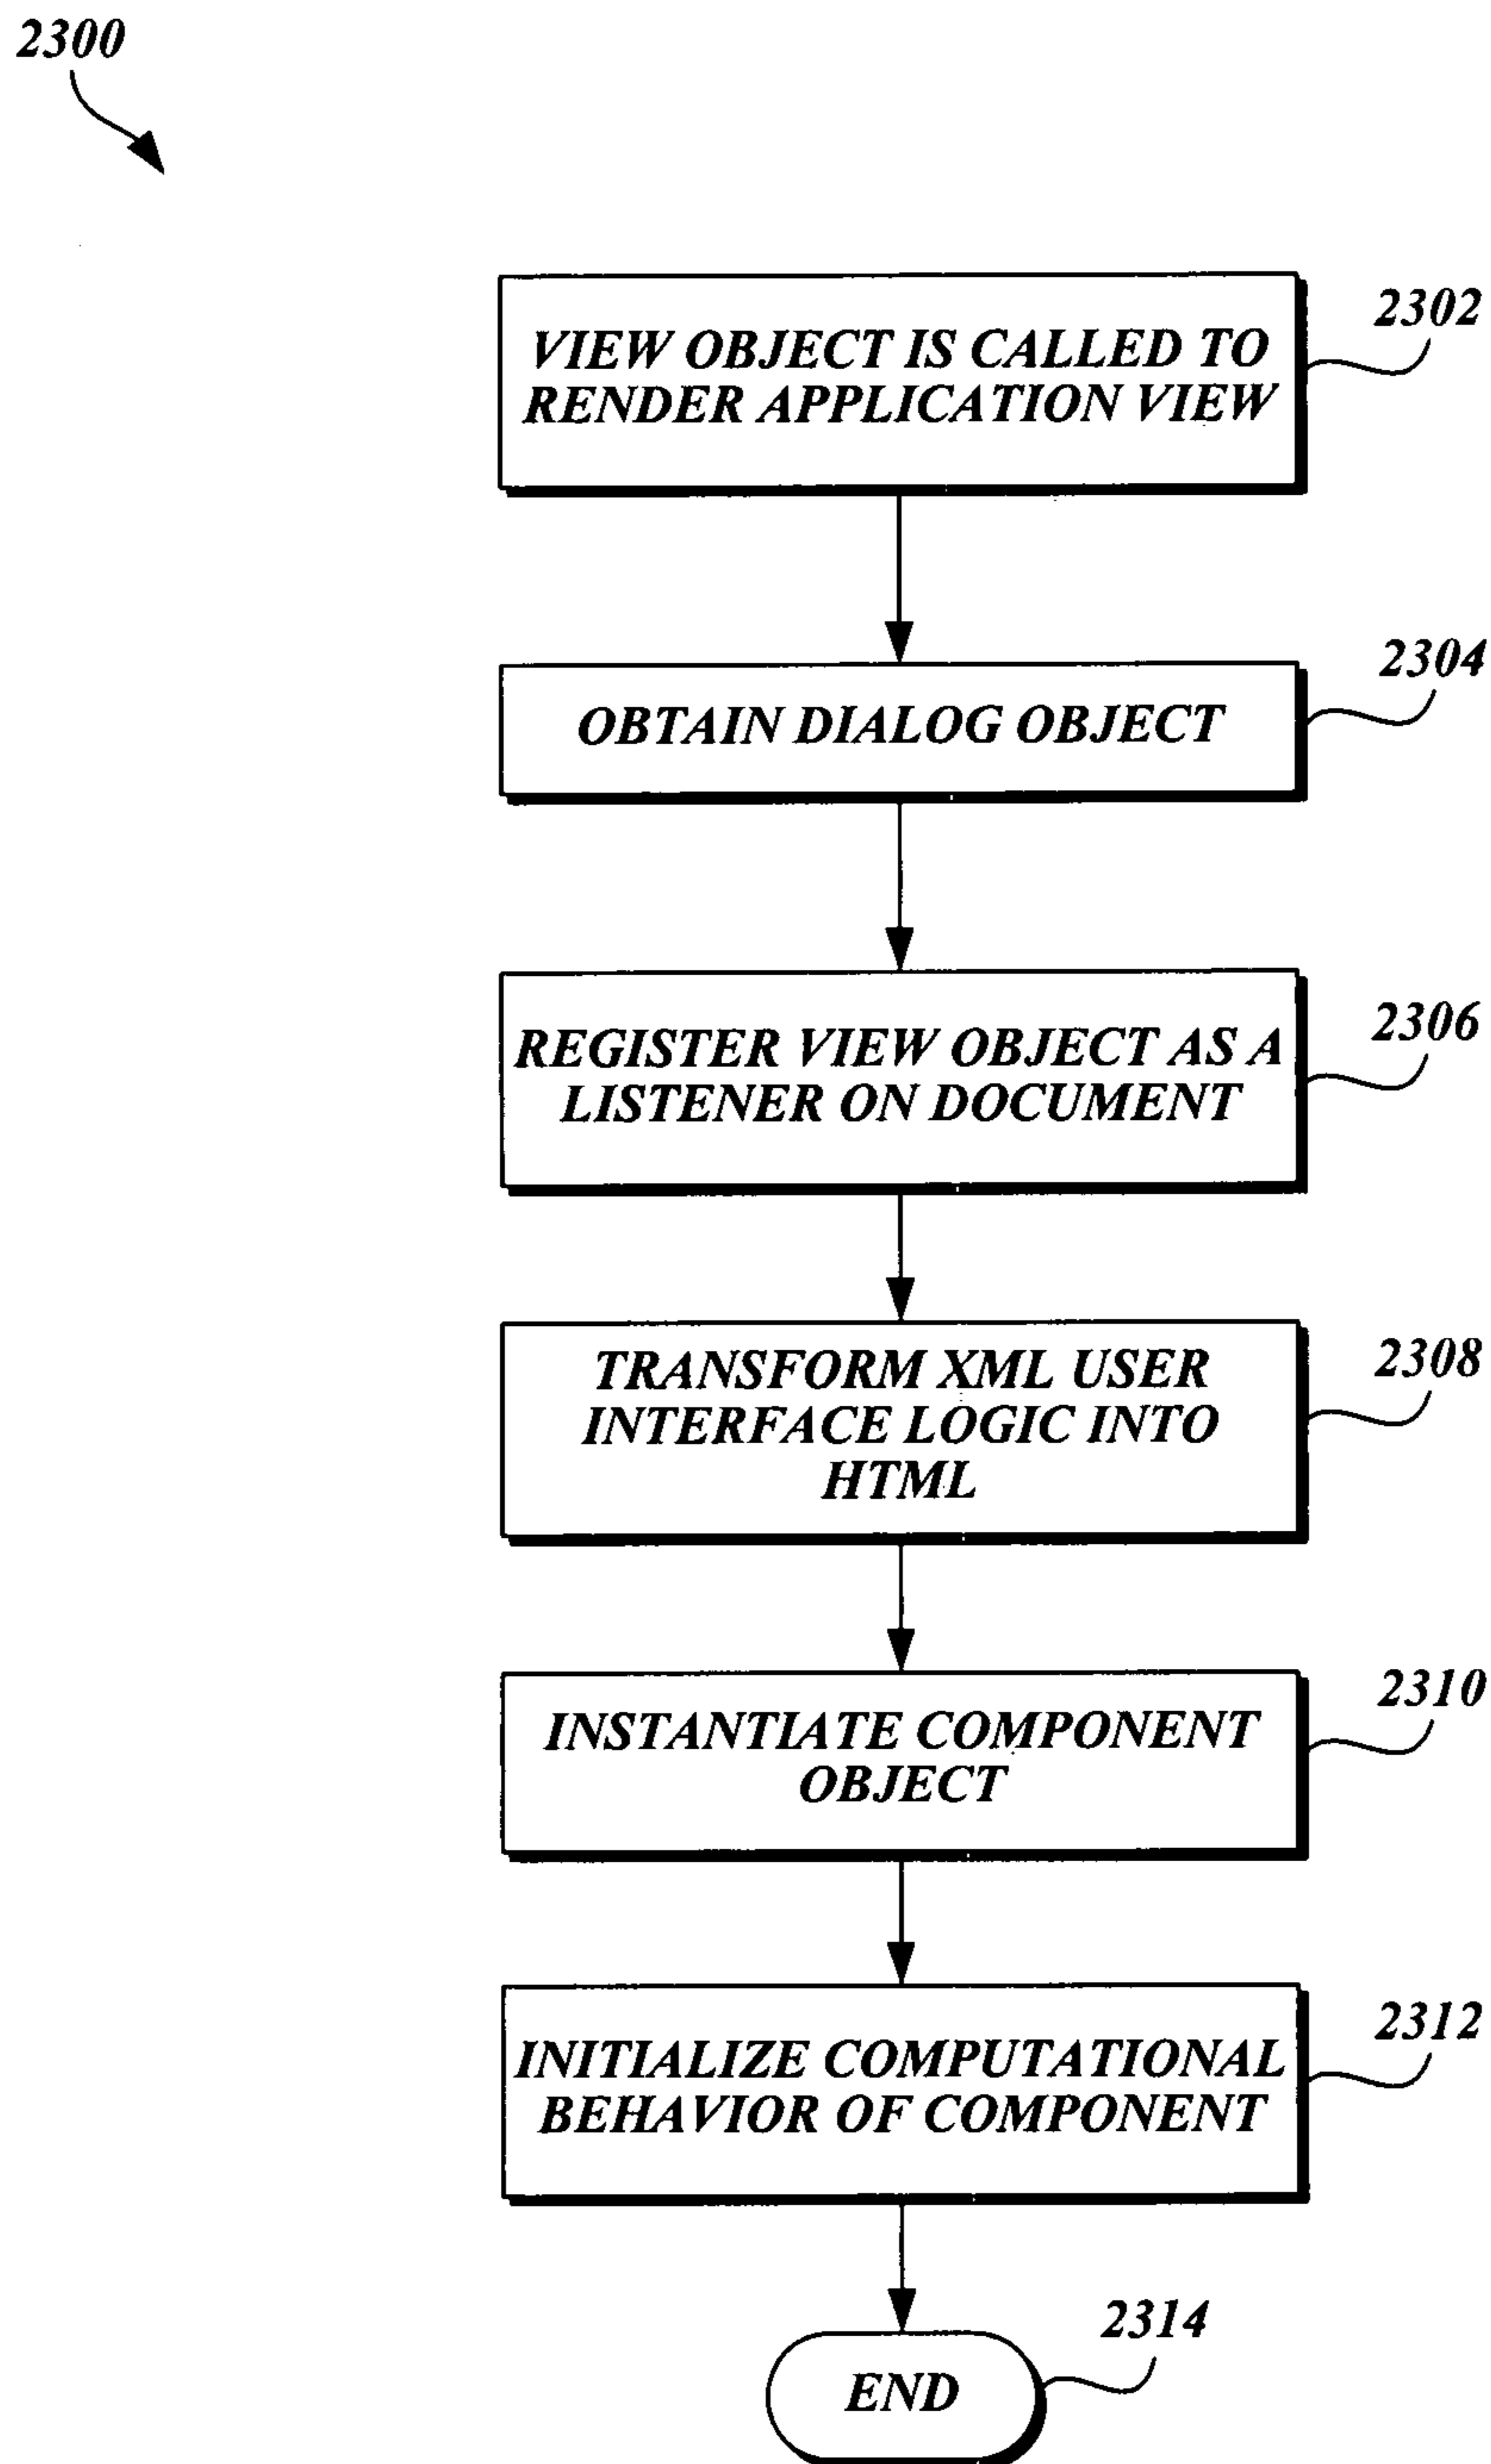 2300
VIEW OBJECT IS CALLED TO
RENDER APPLICATION VIEW
2302
OBTAIN DIALOG OBJECT
2304
REGISTER VIEW OBJECT AS A
LISTENER ON DOCUMENT
2306
TRANSFORM XML USER
INTERFACE LOGIC INTO
HTML
2308
INSTANTIATE COMPONENT
OBJECT
2310
INITIALIZE COMPUTATIONAL
BEHAVIOR OF COMPONENT
2312
END
2314